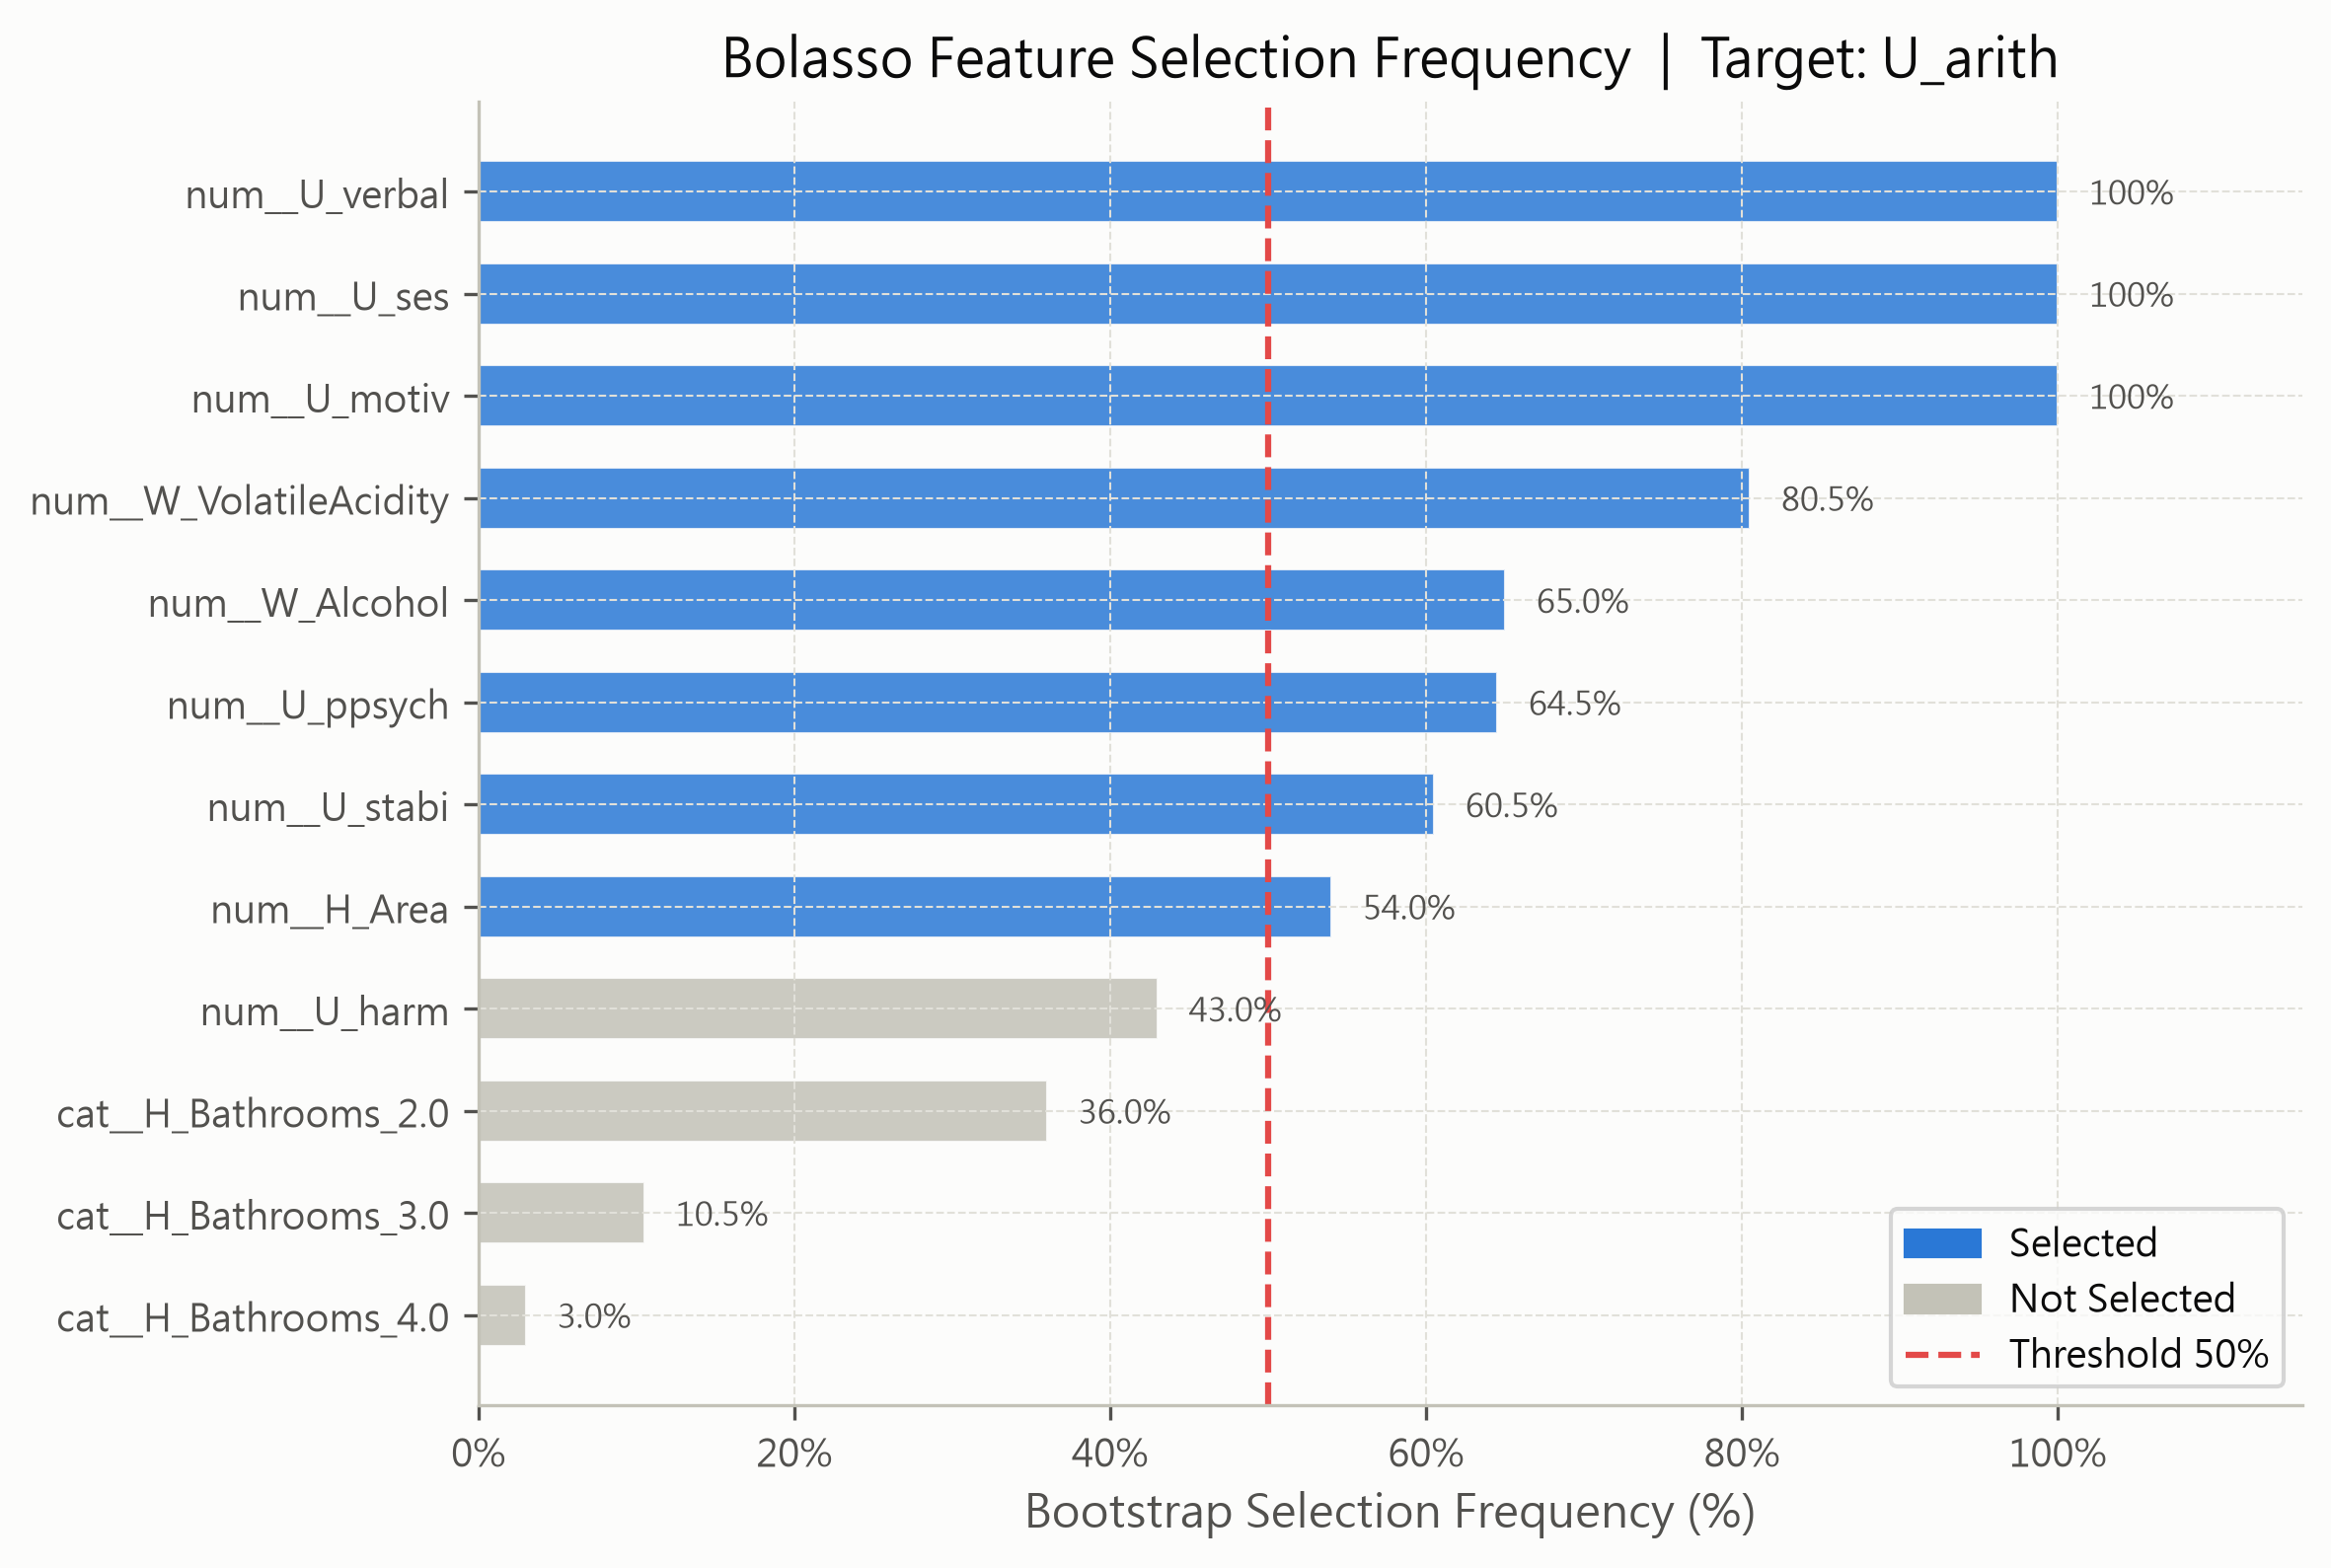 Bolasso Feature Selection Frequency | Target: U_arith
num__U_verbal 100%
num__U_ses 100%
num__U_motiv 100%
num__W_VolatileAcidity 80.5%
num__W_Alcohol 65.0%
num__U_ppsych 64.5%
num__U_stabi 60.5%
num__H_Area 54.0%
num__U_harm 43.0%
cat__H_Bathrooms_2.0 36.0%
cat__H_Bathrooms_3.0 10.5%
cat__H_Bathrooms_4.0 3.0%
Selected
Not Selected
Threshold 50%
0% 20% 40% 60% 80% 100%
Bootstrap Selection Frequency (%)